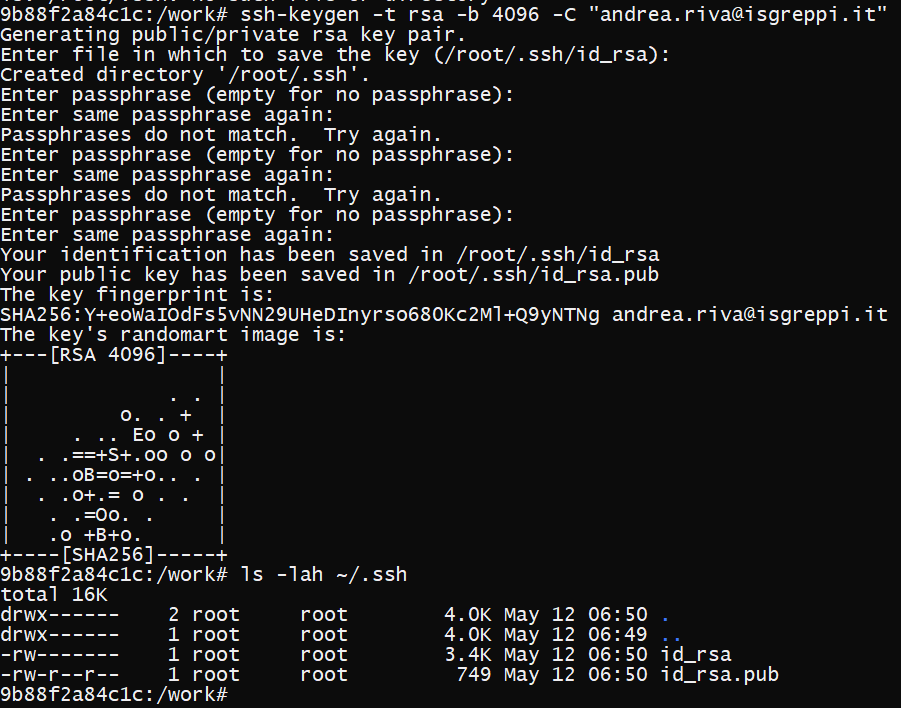 9b88f2a84c1c:/work# ssh-keygen -t rsa -b 4096 -C "andrea.riva@isgreppi.it"
Generating public/private rsa key pair.
Enter file in which to save the key (/root/.ssh/id_rsa):
Created directory '/root/.ssh'.
Enter passphrase (empty for no passphrase):
Enter same passphrase again:
Passphrases do not match.  Try again.
Enter passphrase (empty for no passphrase):
Enter same passphrase again:
Passphrases do not match.  Try again.
Enter passphrase (empty for no passphrase):
Enter same passphrase again:
Your identification has been saved in /root/.ssh/id_rsa
Your public key has been saved in /root/.ssh/id_rsa.pub
The key fingerprint is:
SHA256:Y+eoWaIOdFs5vNN29UHeDInyrso68OKc2Ml+Q9yNTNg andrea.riva@isgreppi.it
The key's randomart image is:
+---[RSA 4096]----+
|                 |
|             . . |
|         o. . +  |
|     . .. Eo o + |
|  . .==+S+.oo o o|
| . ..oB=o=+o.. . |
|  . .o+.= o . .  |
|   . .=Oo. .     |
|   .o +B+o.      |
+----[SHA256]-----+
9b88f2a84c1c:/work# ls -lah ~/.ssh
total 16K
drwx------    2 root     root        4.0K May 12 06:50 .
drwx------    1 root     root        4.0K May 12 06:49 ..
-rw-------    1 root     root        3.4K May 12 06:50 id_rsa
-rw-r--r--    1 root     root         749 May 12 06:50 id_rsa.pub
9b88f2a84c1c:/work#